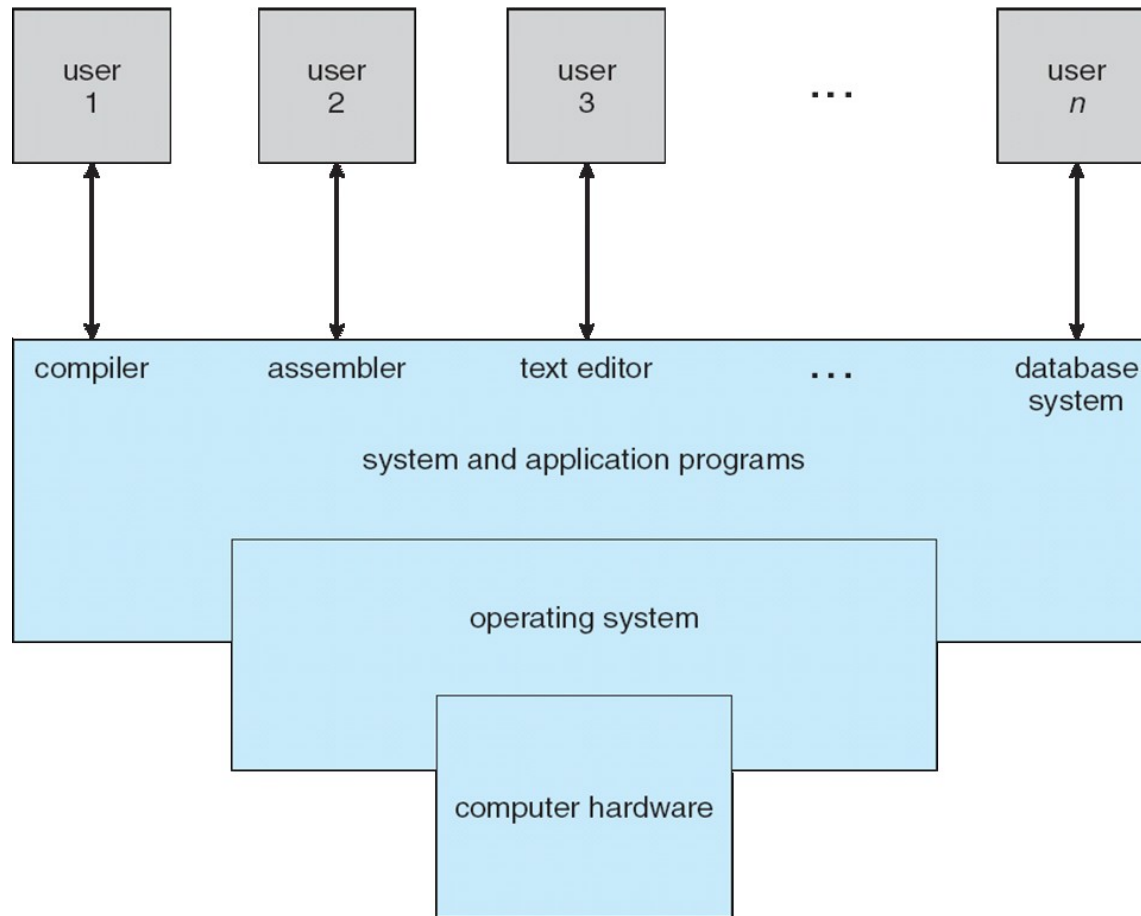 user
1
user
2
user
3
...
user
n
compiler
assembler
text editor
...
database
system
system and application programs
operating system
computer hardware